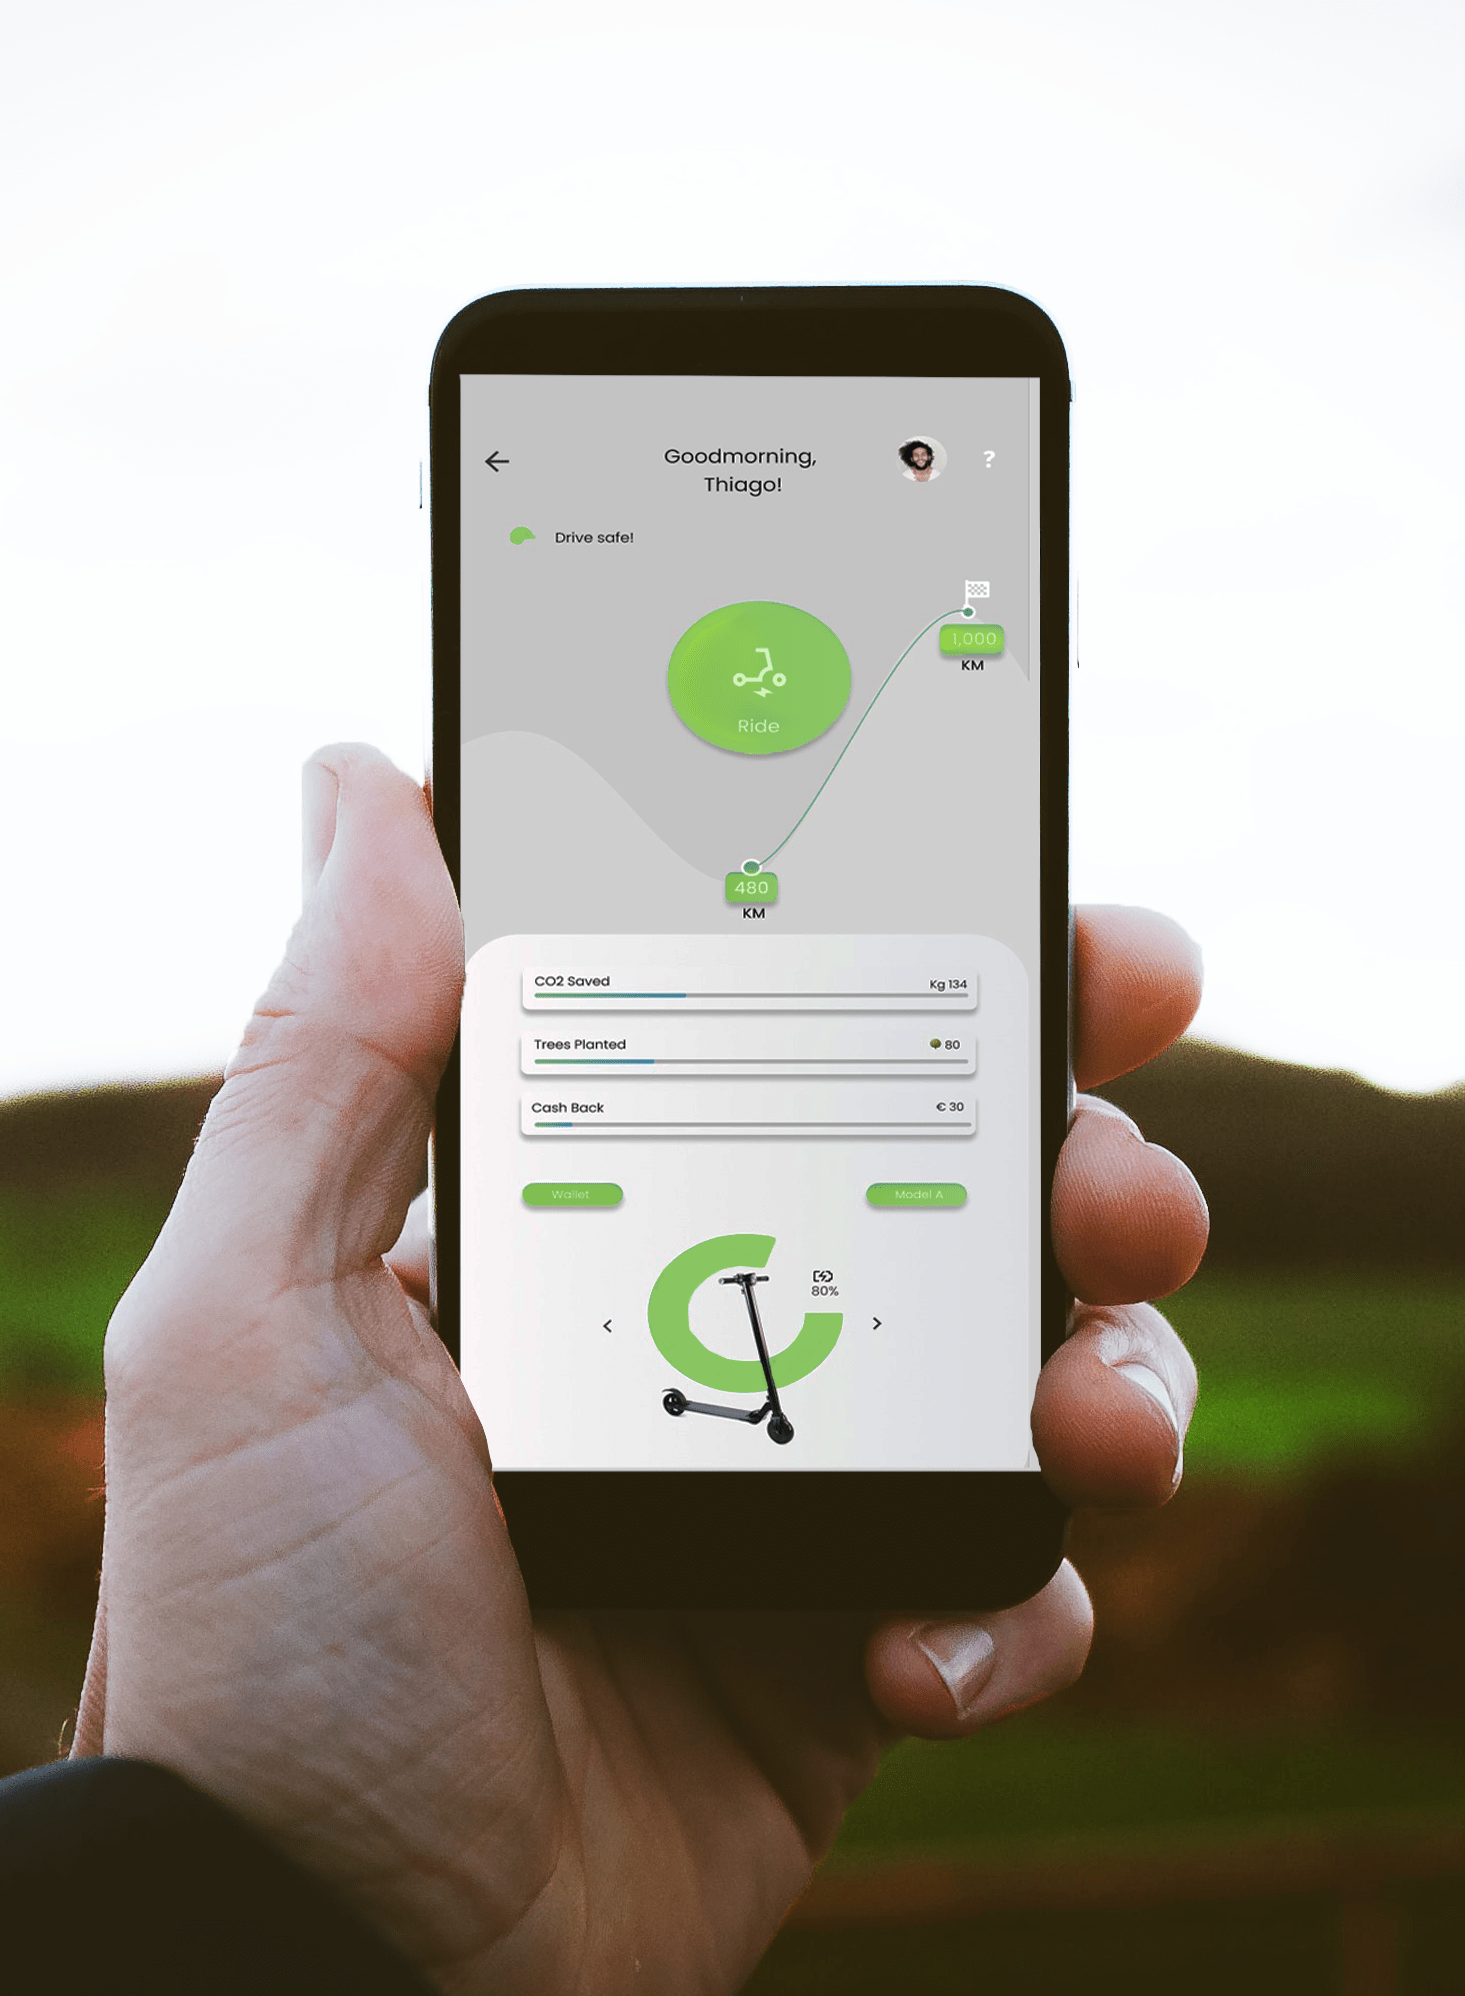 Goodmorning,
Thiago!
?
Drive safe!
1,000
KM
Ride
480
KM
CO2 Saved
Kg 134
Trees Planted
80
Cash Back
€ 30
Wallet
Model A
80%